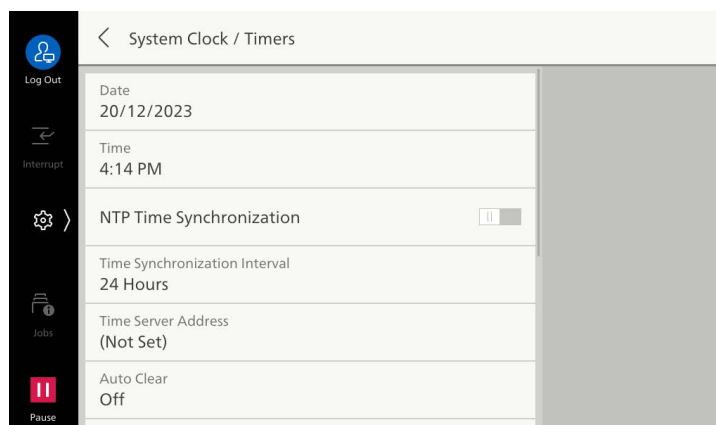 System Clock / Timers
Log Out
Interrupt
Jobs
Pause
Date
20/12/2023
Time
4:14 PM
NTP Time Synchronization
Time Synchronization Interval
24 Hours
Time Server Address
(Not Set)
Auto Clear
Off